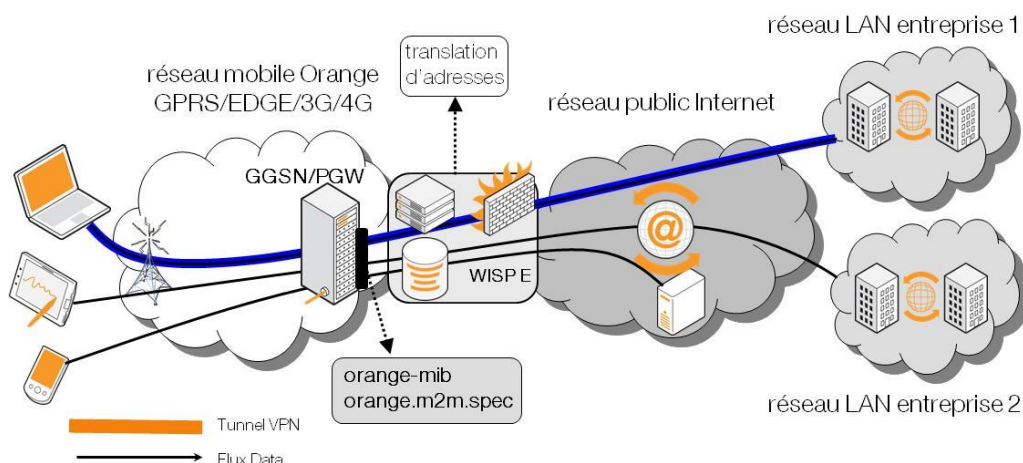 réseau LAN entreprise 1
translation
d'adresses
réseau mobile Orange
GPRS/EDGE/3G/4G
réseau public Internet
GGSN/PGW
@
WISP E
orange-mib
orange.m2m.spec
réseau LAN entreprise 2
Tunnel VPN
Flux Data